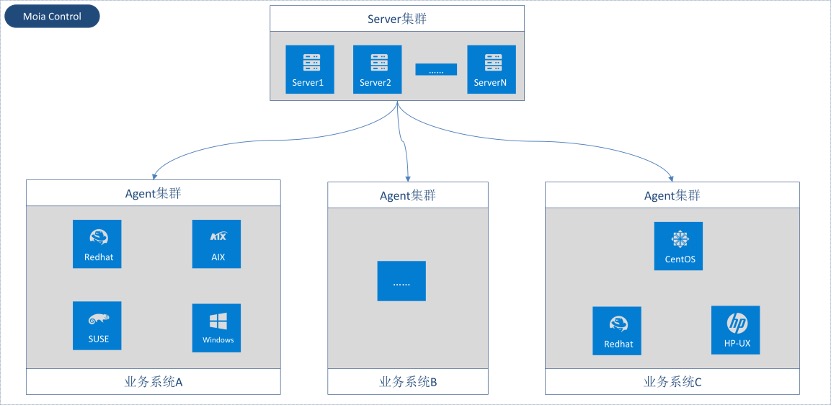 Moia Control
Server集群
Server1
Server2
......
ServerN
Agent集群
Agent集群
Agent集群
Redhat
AIX
SUSE
Windows
......
CentOS
Redhat
HP-UX
业务系统A
业务系统B
业务系统C